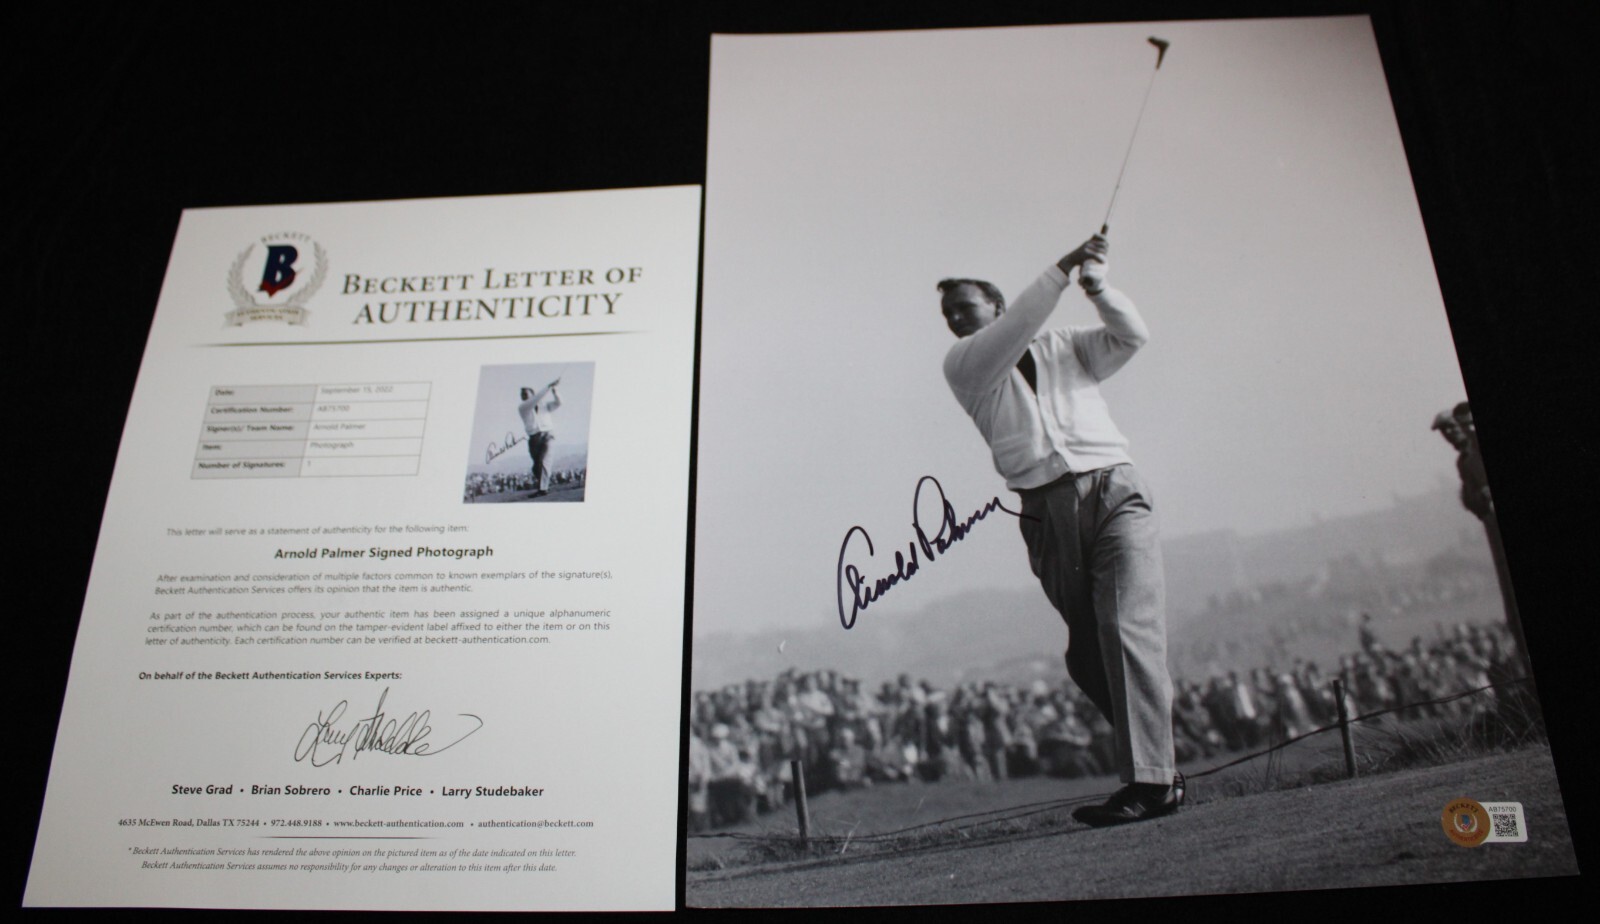 BECKETT
B
AUTHENTICATION
SERVICES
BECKETT LETTER OF
AUTHENTICITY
Date: September 15, 2022
Certification Number: AB75700
Signer(s)/ Team Name: Arnold Palmer
Item: Photograph
Number of Signatures: 1
Arnold Palmer
This letter will serve as a statement of authenticity for the following item:
Arnold Palmer Signed Photograph
After examination and consideration of multiple factors common to known exemplars of the signature(s),
Beckett Authentication Services offers its opinion that the item is authentic.
As part of the authentication process, your authentic item has been assigned a unique alphanumeric
certification number, which can be found on the tamper-evident label affixed to either the item or on this
letter of authenticity. Each certification number can be verified at beckett-authentication.com.
On behalf of the Beckett Authentication Services Experts:
Larry Studebaker
Steve Grad • Brian Sobrero • Charlie Price • Larry Studebaker
4635 McEwen Road, Dallas TX 75244 • 972.448.9188 • www.beckett-authentication.com • authentication@beckett.com
* Beckett Authentication Services has rendered the above opinion on the pictured item as of the date indicated on this letter.
Beckett Authentication Services assumes no responsibility for any changes or alteration to this item after this date.
Arnold Palmer
BECKETT
AB75700